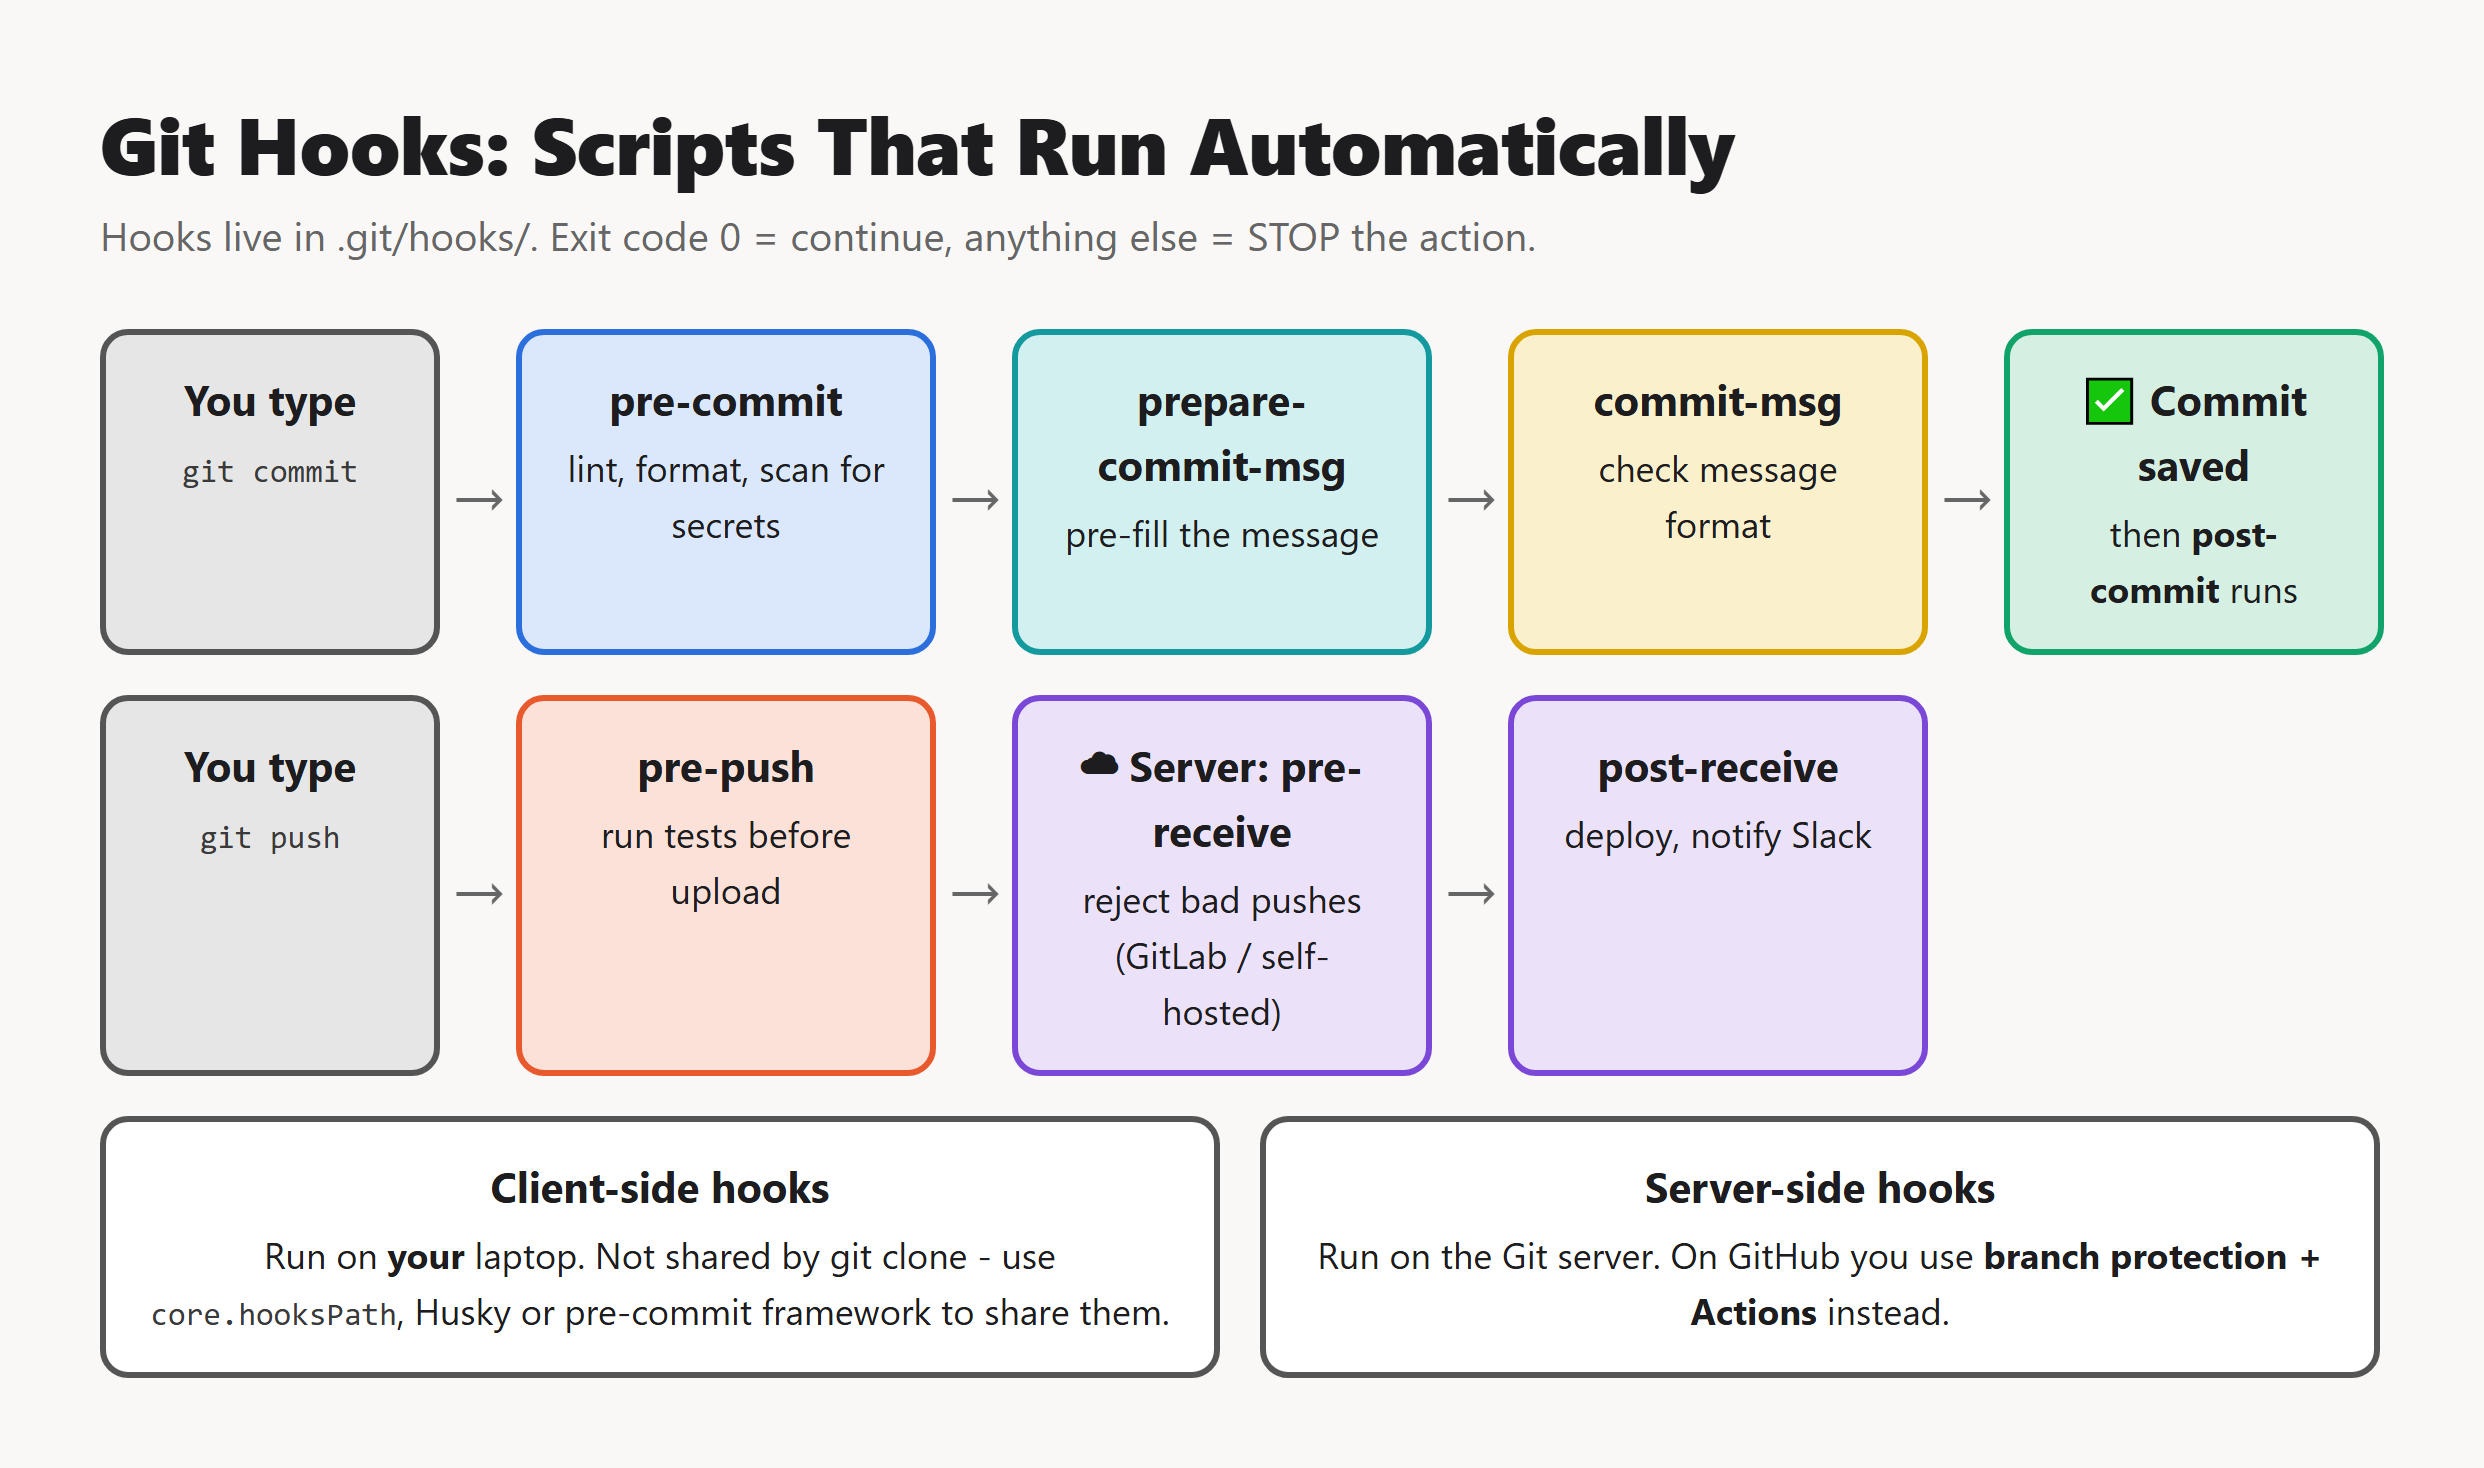 Git Hooks: Scripts That Run Automatically
Hooks live in .git/hooks/. Exit code 0 = continue, anything else = STOP the action.
You type
git commit
→
pre-commit
lint, format, scan for
secrets
→
prepare-
commit-msg
pre-fill the message
→
commit-msg
check message
format
→
✅ Commit
saved
then post-
commit runs
You type
git push
→
pre-push
run tests before
upload
→
☁ Server: pre-
receive
reject bad pushes
(GitLab / self-
hosted)
→
post-receive
deploy, notify Slack
Client-side hooks
Run on your laptop. Not shared by git clone - use
core.hooksPath, Husky or pre-commit framework to share them.
Server-side hooks
Run on the Git server. On GitHub you use branch protection +
Actions instead.